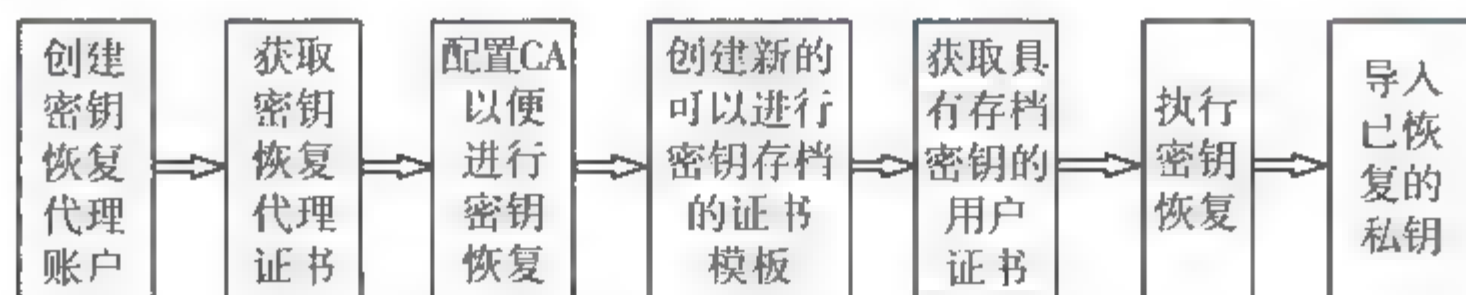 创建
密钥
恢复
代理
账户
获取
密钥
恢复
代理
证书
配置CA
以便
进行
密钥
恢复
创建新的
可以进行
密钥存档
的证书
模板
获取具
有存档
密钥的
用户
证书
执行
密钥
恢复
导入
已恢
复的
私钥